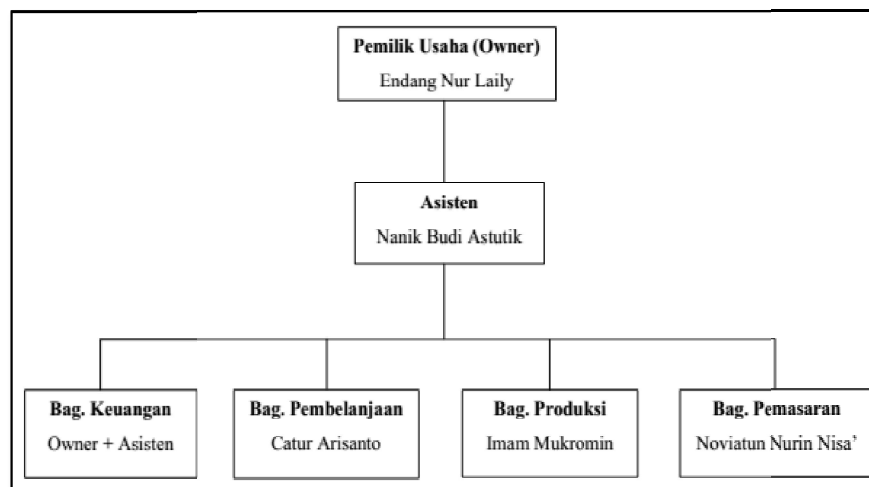 Pemilik Usaha (Owner)
Endang Nur Laily
Asisten
Nanik Budi Astutik
Bag. Keuangan
Owner + Asisten
Bag. Pembelanjaan
Catur Arisanto
Bag. Produksi
Imam Mukromin
Bag. Pemasaran
Noviatun Nurin Nisa’